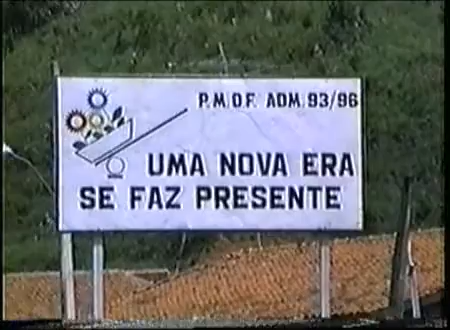 P.M.D.F. ADM. 93/96
UMA NOVA ERA
SE FAZ PRESENTE